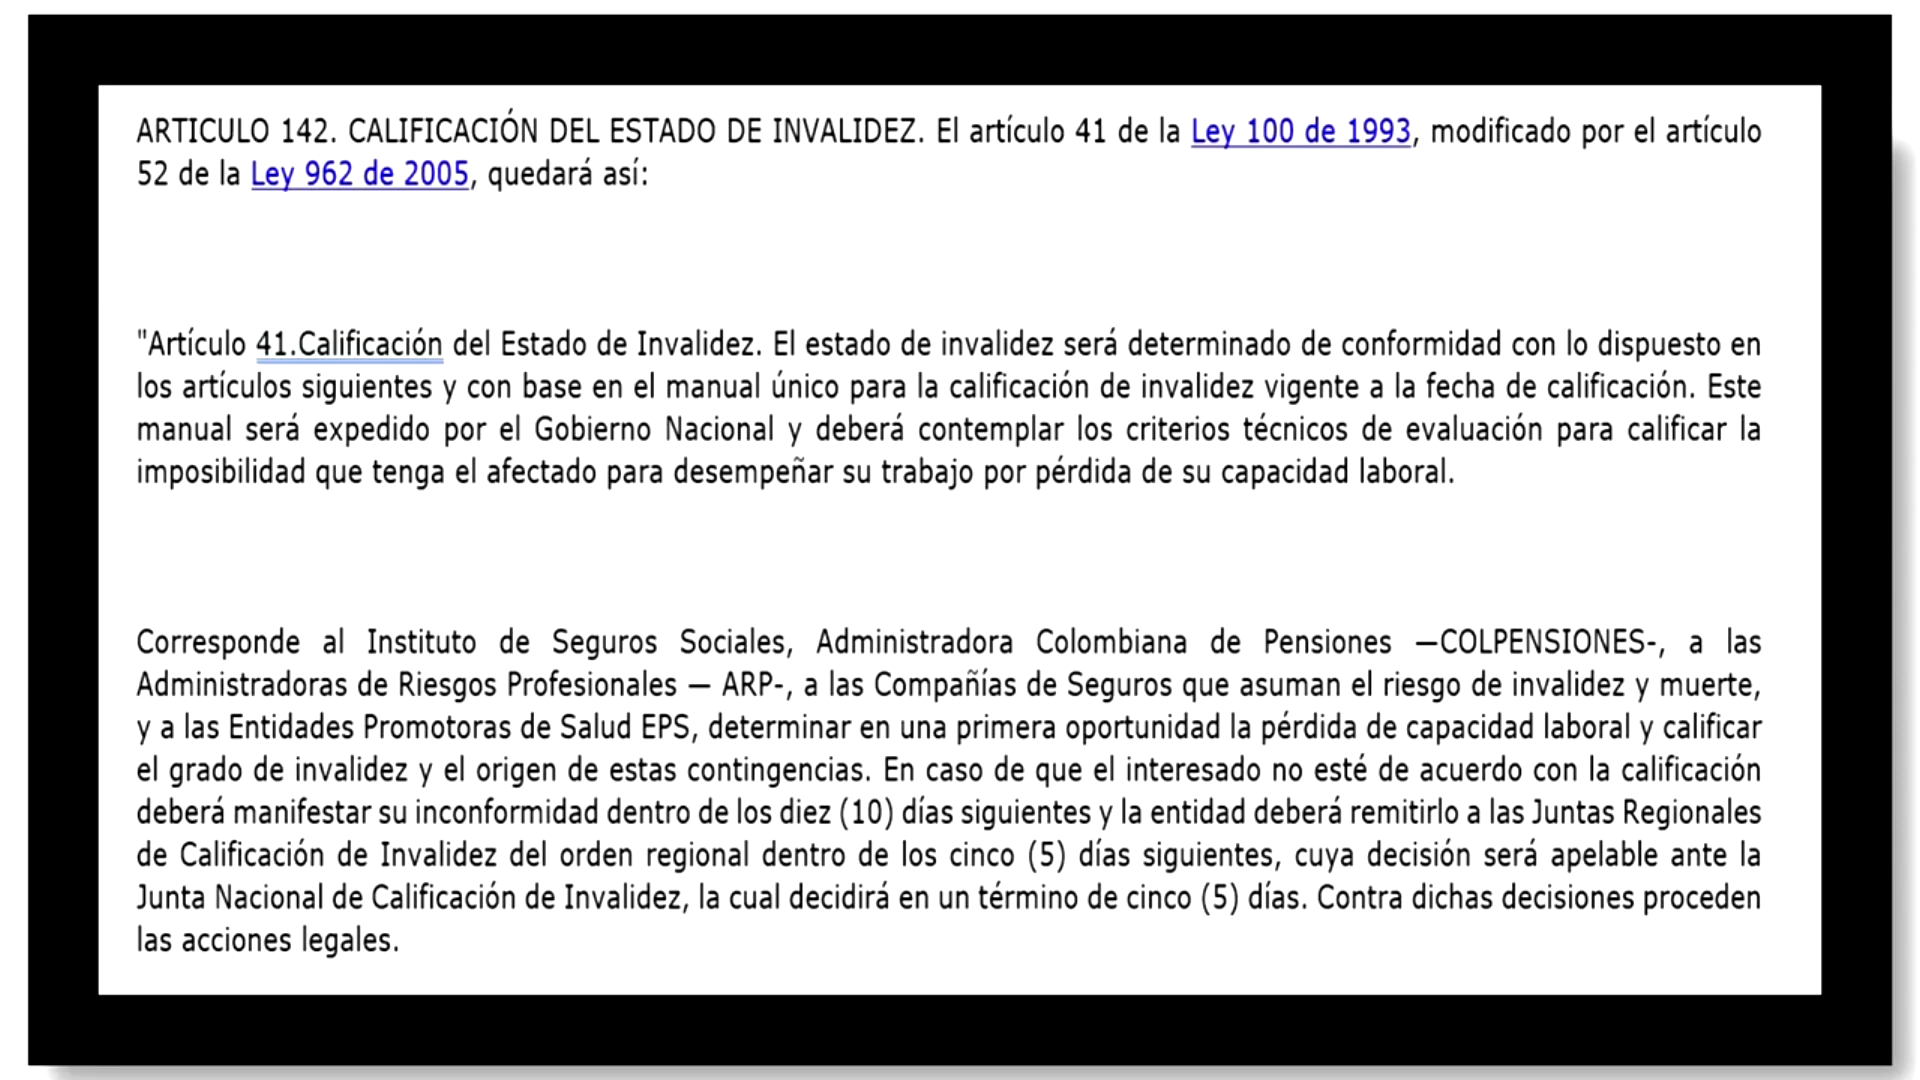 ARTICULO 142. CALIFICACIÓN DEL ESTADO DE INVALIDEZ. El artículo 41 de la Ley 100 de 1993, modificado por el artículo
52 de la Ley 962 de 2005, quedará así:
"Artículo 41.Calificación del Estado de Invalidez. El estado de invalidez será determinado de conformidad con lo dispuesto en
los artículos siguientes y con base en el manual único para la calificación de invalidez vigente a la fecha de calificación. Este
manual será expedido por el Gobierno Nacional y deberá contemplar los criterios técnicos de evaluación para calificar la
imposibilidad que tenga el afectado para desempeñar su trabajo por pérdida de su capacidad laboral.
Corresponde al Instituto de Seguros Sociales, Administradora Colombiana de Pensiones —COLPENSIONES-, a las
Administradoras de Riesgos Profesionales — ARP-, a las Compañías de Seguros que asuman el riesgo de invalidez y muerte,
y a las Entidades Promotoras de Salud EPS, determinar en una primera oportunidad la pérdida de capacidad laboral y calificar
el grado de invalidez y el origen de estas contingencias. En caso de que el interesado no esté de acuerdo con la calificación
deberá manifestar su inconformidad dentro de los diez (10) días siguientes y la entidad deberá remitirlo a las Juntas Regionales
de Calificación de Invalidez del orden regional dentro de los cinco (5) días siguientes, cuya decisión será apelable ante la
Junta Nacional de Calificación de Invalidez, la cual decidirá en un término de cinco (5) días. Contra dichas decisiones proceden
las acciones legales.